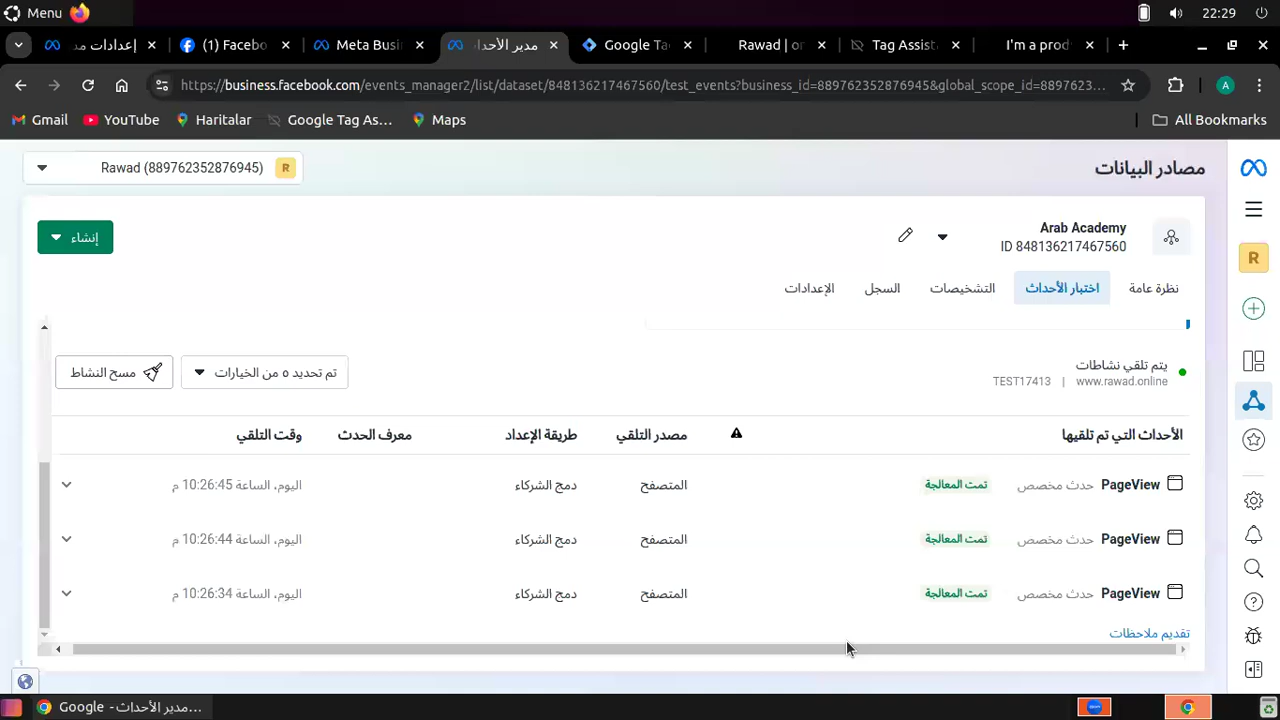 Menu
22:29
إعدادات مد
(1) Facebo
Meta Busin
مدير الأحداث
Google Ta
Rawad | on
Tag Assist
I'm a prod
https://business.facebook.com/events_manager2/list/dataset/848136217467560/test_events?business_id=889762352876945&global_scope_id=8897623...
A
Gmail
YouTube
Haritalar
Google Tag As...
Maps
All Bookmarks
مصادر البيانات
Rawad (889762352876945)
R
Arab Academy
ID 848136217467560
إنشاء
R
نظرة عامة
اختبار الأحداث
التشخيصات
السجل
الإعدادات
يتم تلقي نشاطات
www.rawad.online | TEST17413
تم تحديد ٥ من الخيارات
مسح النشاط
الأحداث التي تم تلقيها
مصدر التلقي
طريقة الإعداد
معرف الحدث
وقت التلقي
PageView حدث مخصص تمت المعالجة المتصفح دمج الشركاء اليوم، الساعة 10:26:45 م
PageView حدث مخصص تمت المعالجة المتصفح دمج الشركاء اليوم، الساعة 10:26:44 م
PageView حدث مخصص تمت المعالجة المتصفح دمج الشركاء اليوم، الساعة 10:26:34 م
تقديم ملاحظات
مدير الأحداث - Google...